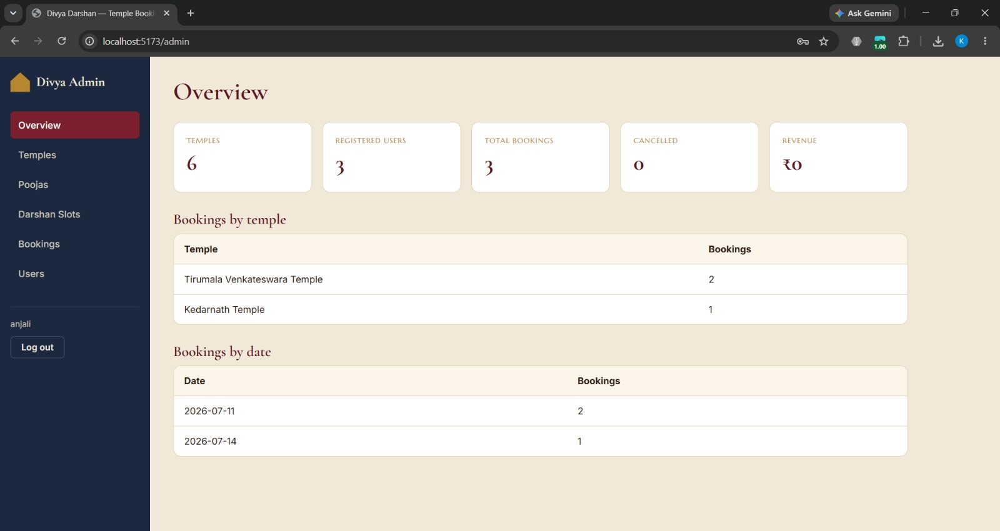 Divya Darshan — Temple Booki
Ask Gemini
localhost:5173/admin
1.00
K
Divya Admin
Overview
Temples
Poojas
Darshan Slots
Bookings
Users
anjali
Log out
Overview
TEMPLES
6
REGISTERED USERS
3
TOTAL BOOKINGS
3
CANCELLED
0
REVENUE
₹0
Bookings by temple
Temple Bookings
Tirumala Venkateswara Temple 2
Kedarnath Temple 1
Bookings by date
Date Bookings
2026-07-11 2
2026-07-14 1